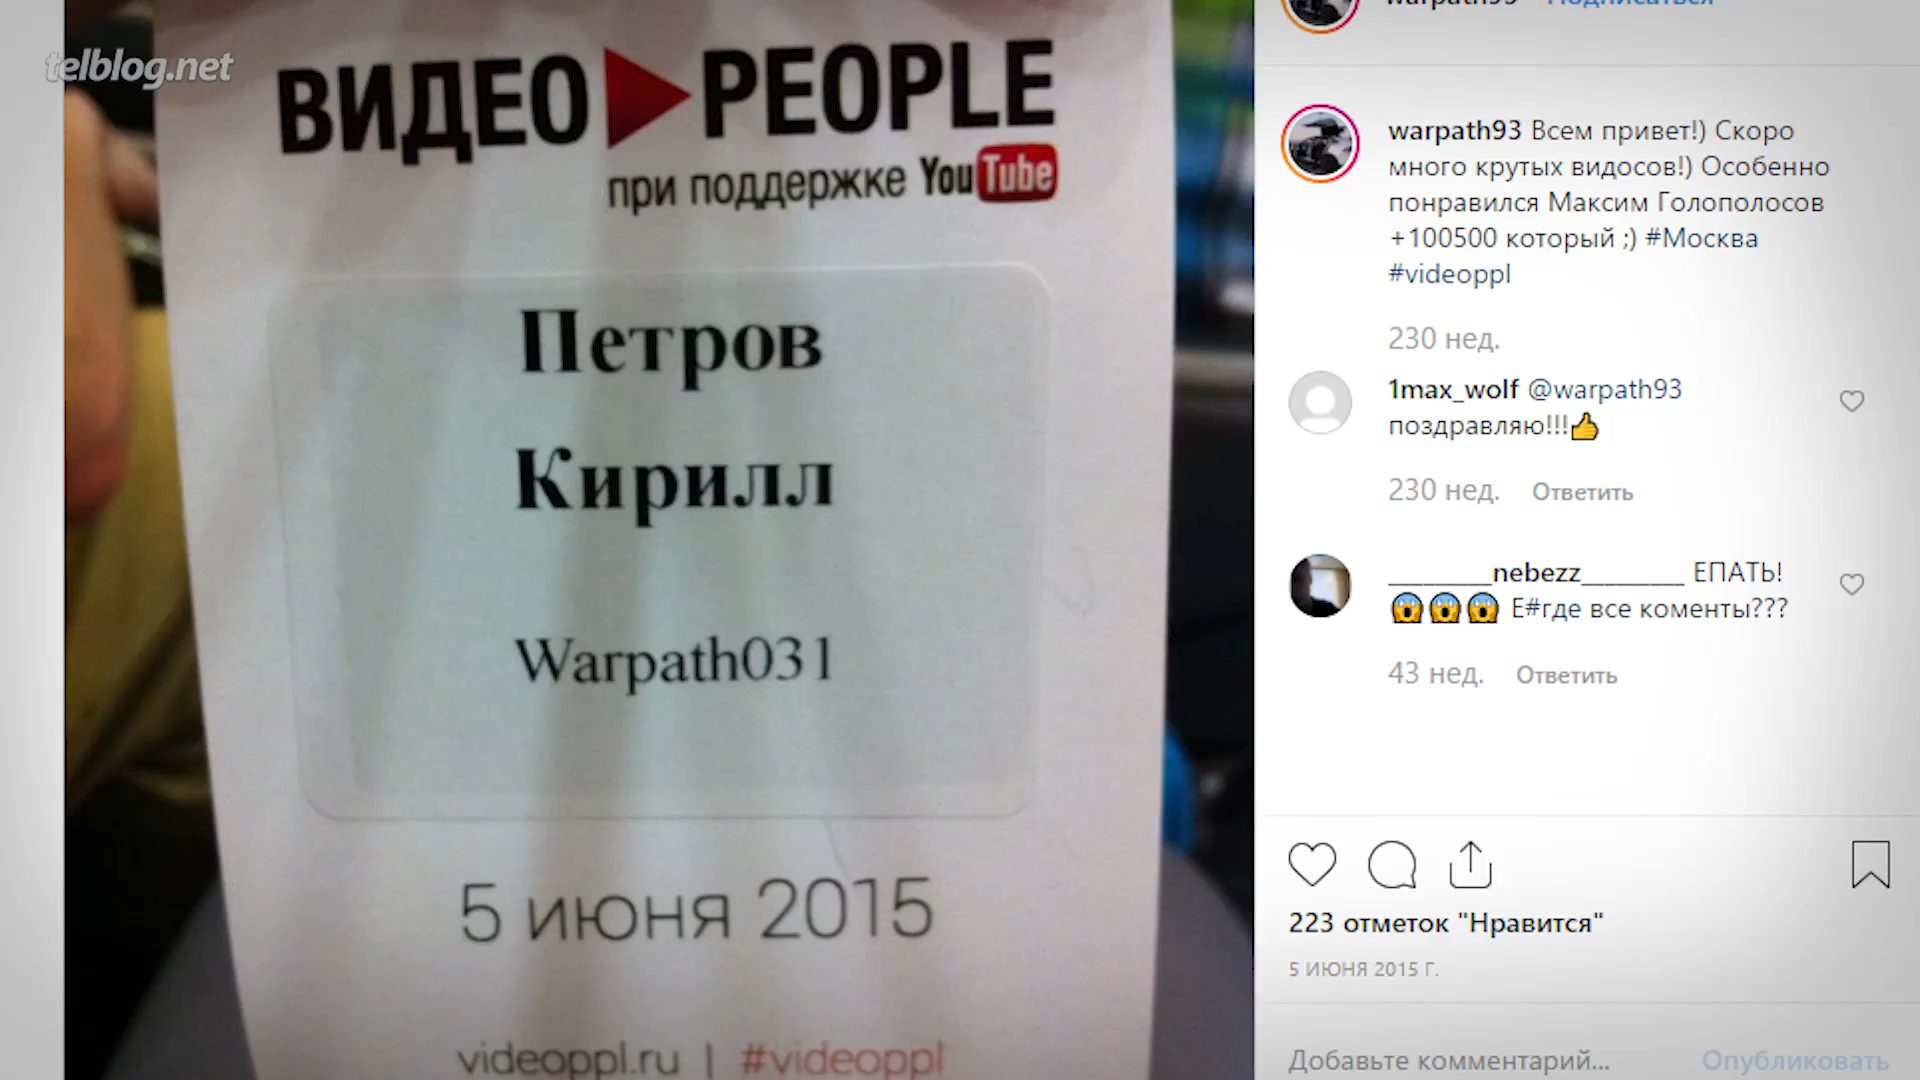 telblog.net
ВИДЕО PEOPLE
при поддержке YouTube
Петров
Кирилл
Warpath031
5 июня 2015
videoppl.ru | #videoppl
warpath93 Всем привет!) Скоро
много крутых видосов!) Особенно
понравился Максим Голополосов
+100500 который ;) #Москва
#videoppl
230 нед.
1max_wolf @warpath93
поздравляю!!!👍
230 нед. Ответить
_________nebezz_________ ЕПАТЬ!
😱😱😱 Е#где все коменты???
43 нед. Ответить
223 отметок "Нравится"
5 ИЮНЯ 2015 Г.
Добавьте комментарий... Опубликовать